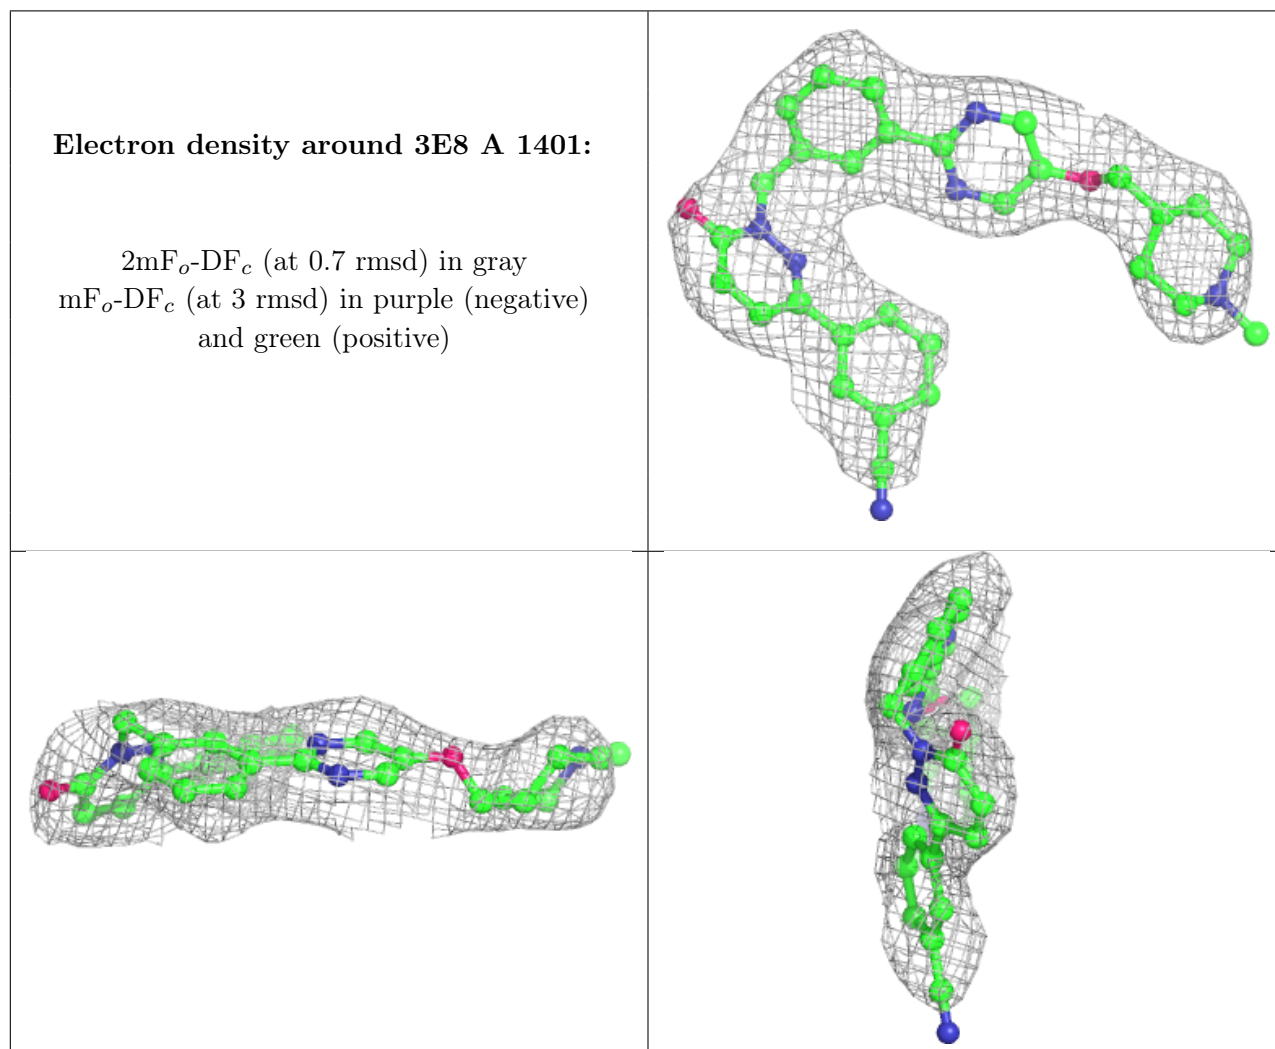 Electron density around 3E8 A 1401:
2mFₒ-DF𝒸 (at 0.7 rmsd) in gray
mFₒ-DF𝒸 (at 3 rmsd) in purple (negative)
and green (positive)